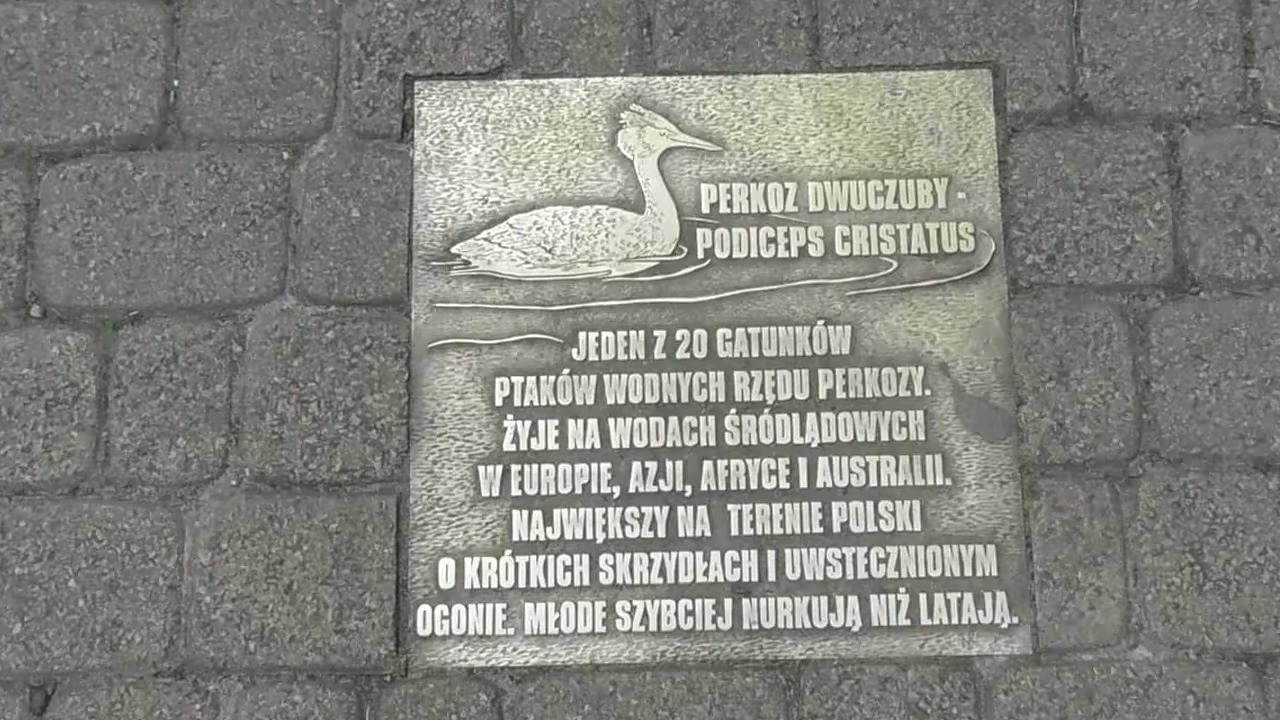 PERKOZ DWUCZUBY -
PODICEPS CRISTATUS
JEDEN Z 20 GATUNKÓW
PTAKÓW WODNYCH RZĘDU PERKOZY.
ŻYJE NA WODACH ŚRÓDLĄDOWYCH
W EUROPIE, AZJI, AFRYCE I AUSTRALII.
NAJWIĘKSZY NA TERENIE POLSKI
O KRÓTKICH SKRZYDŁACH I UWSTECZNIONYM
OGONIE. MŁODE SZYBCIEJ NURKUJĄ NIŻ LATAJĄ.